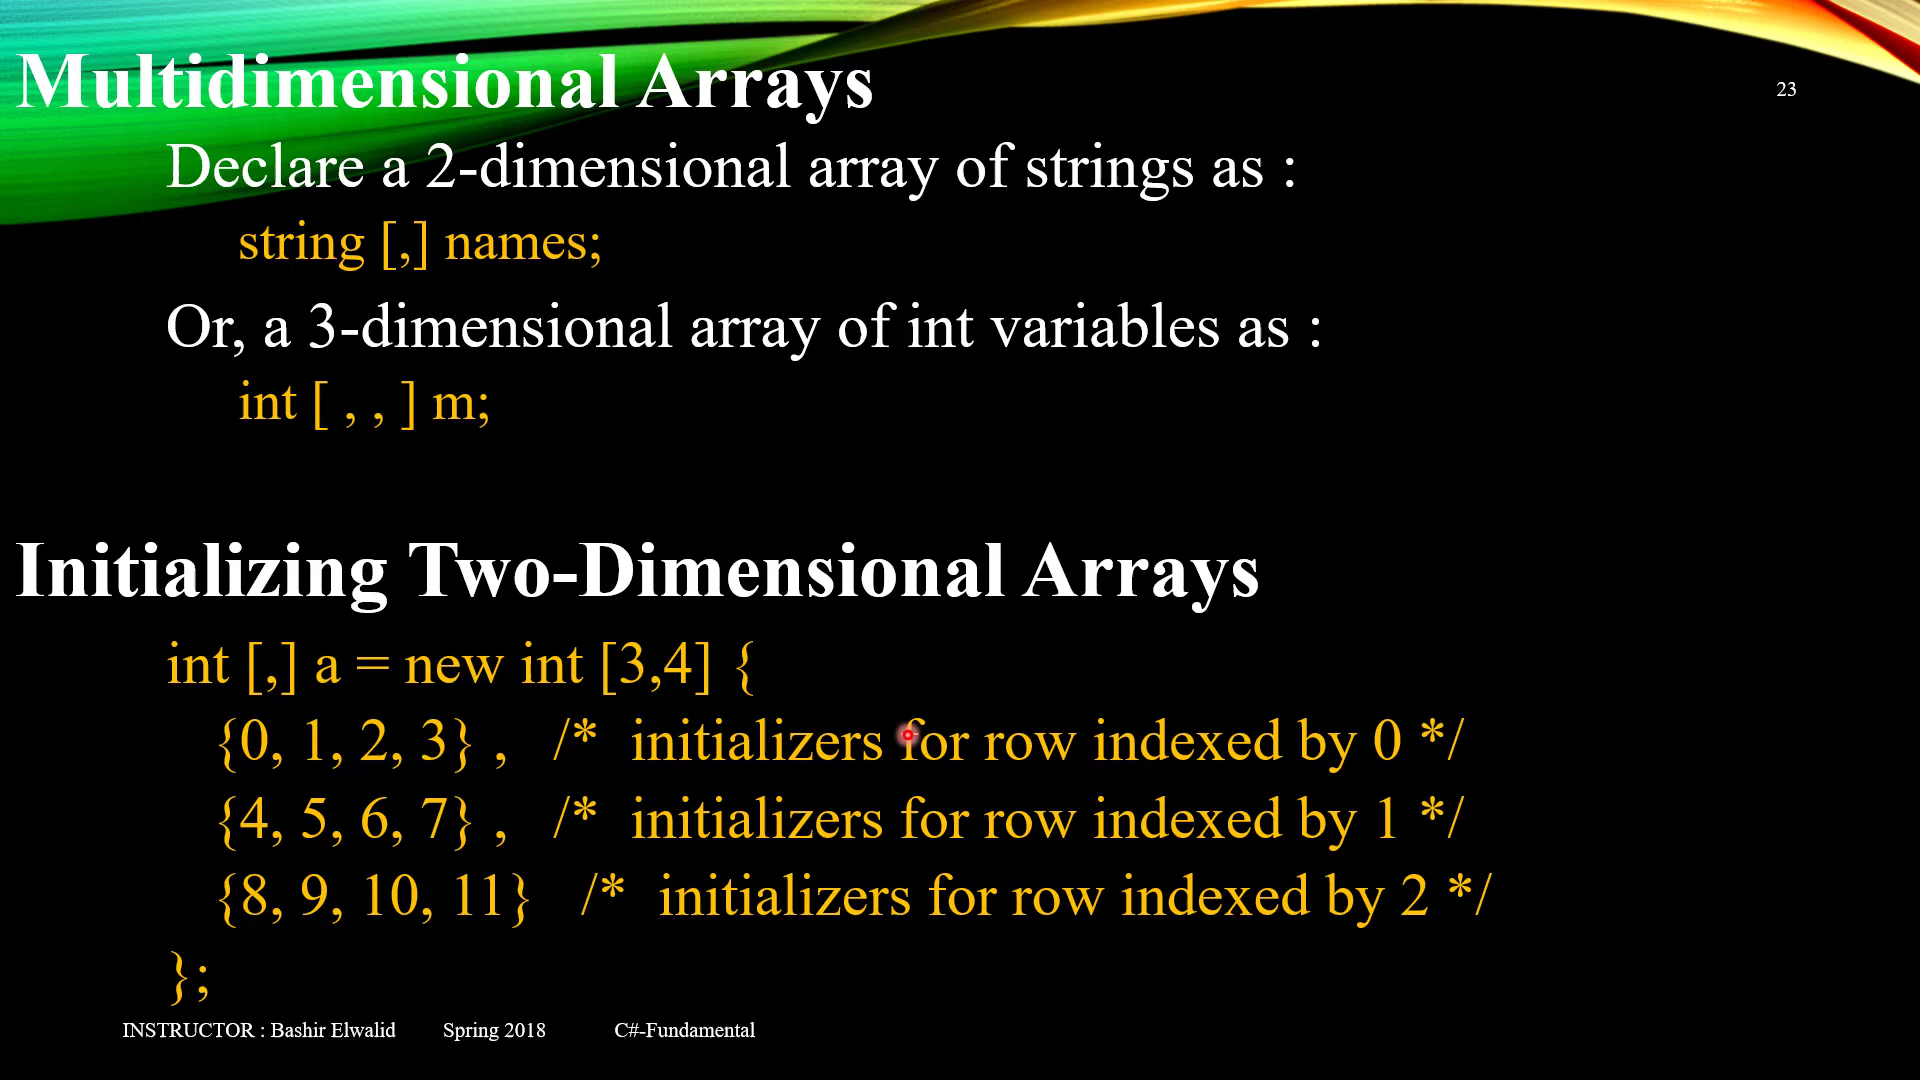 Multidimensional Arrays
23
Declare a 2-dimensional array of strings as :
string [,] names;
Or, a 3-dimensional array of int variables as :
int [ , , ] m;
Initializing Two-Dimensional Arrays
int [,] a = new int [3,4] {
{0, 1, 2, 3} , /* initializers for row indexed by 0 */
{4, 5, 6, 7} , /* initializers for row indexed by 1 */
{8, 9, 10, 11} /* initializers for row indexed by 2 */
};
INSTRUCTOR : Bashir Elwalid Spring 2018 C#-Fundamental